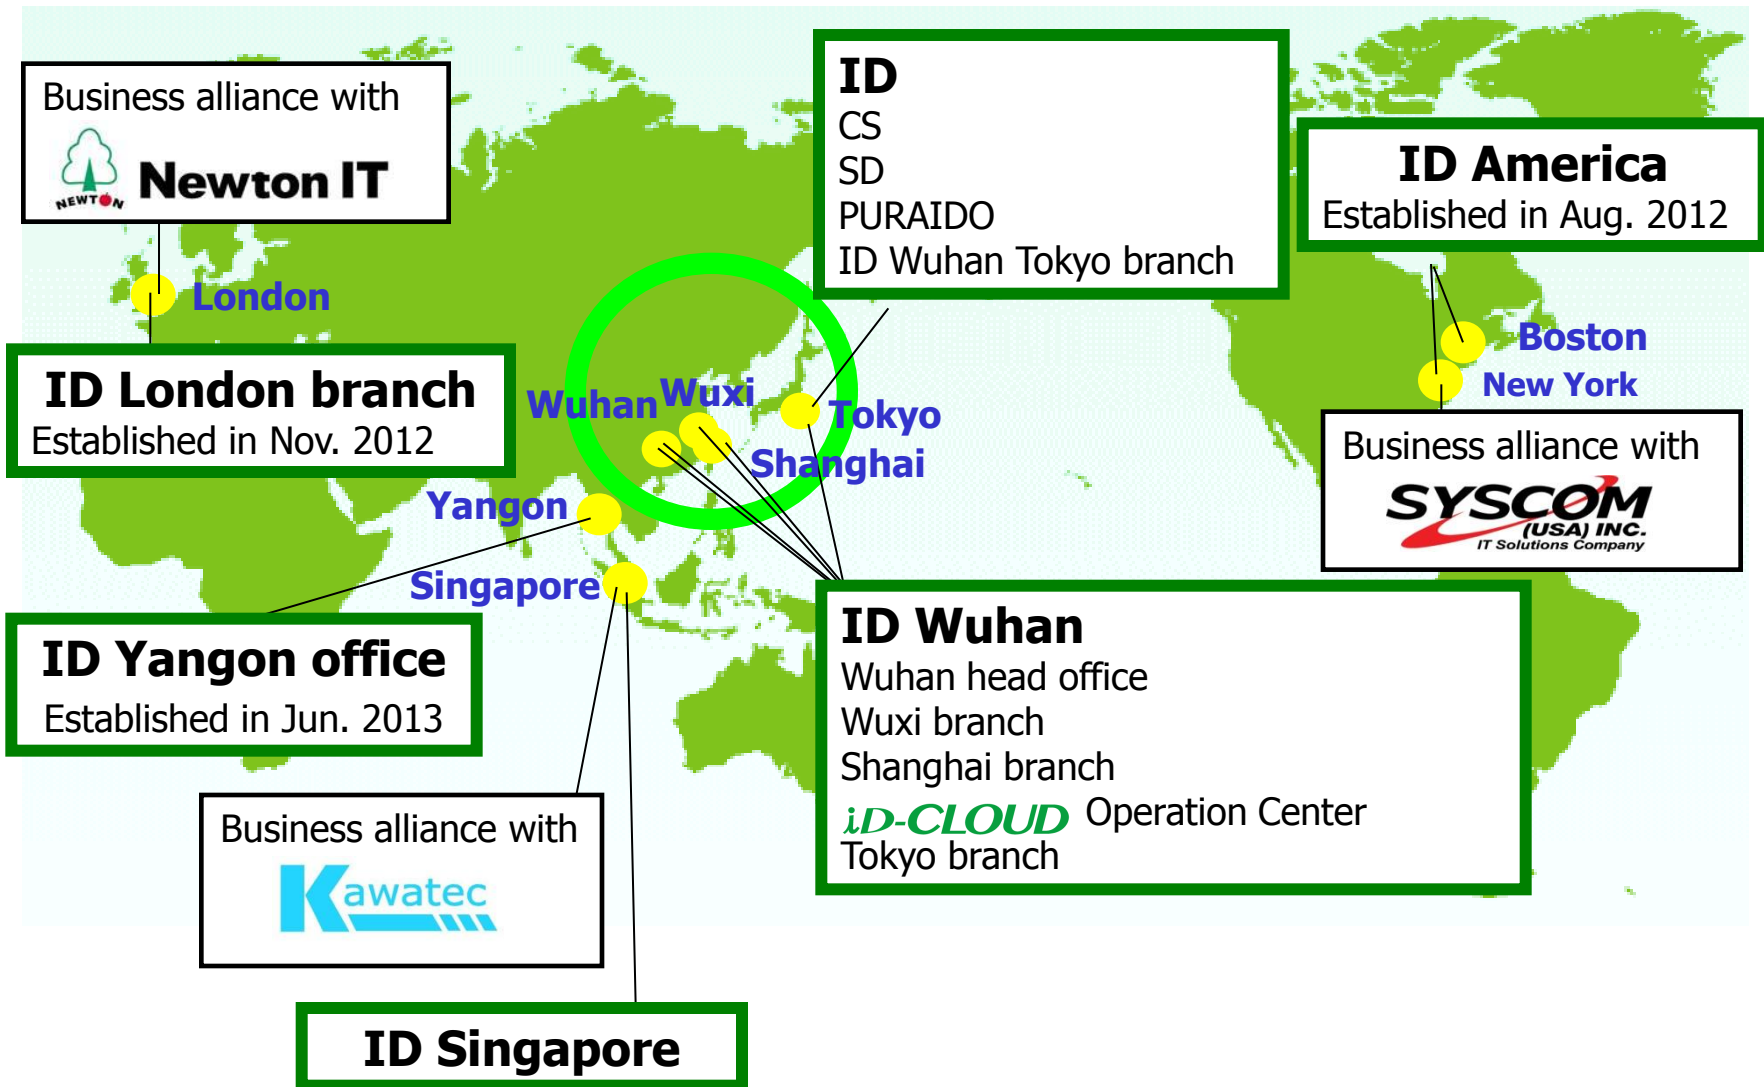 Business alliance with
NEWTON
Newton IT
ID
CS
SD
PURAIDO
ID Wuhan Tokyo branch
ID America
Established in Aug. 2012
London
Boston
New York
ID London branch
Established in Nov. 2012
Wuhan
Wuxi
Tokyo
Shanghai
Yangon
Singapore
Business alliance with
SYSCOM
(USA) INC.
IT Solutions Company
ID Yangon office
Established in Jun. 2013
ID Wuhan
Wuhan head office
Wuxi branch
Shanghai branch
iD-CLOUD Operation Center
Tokyo branch
Business alliance with
Kawatec
ID Singapore